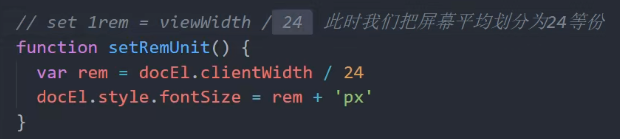 // set 1rem = viewWidth / 24 此时我们把屏幕平均划分为24等份
function setRemUnit() {
  var rem = docEl.clientWidth / 24
  docEl.style.fontSize = rem + 'px'
}